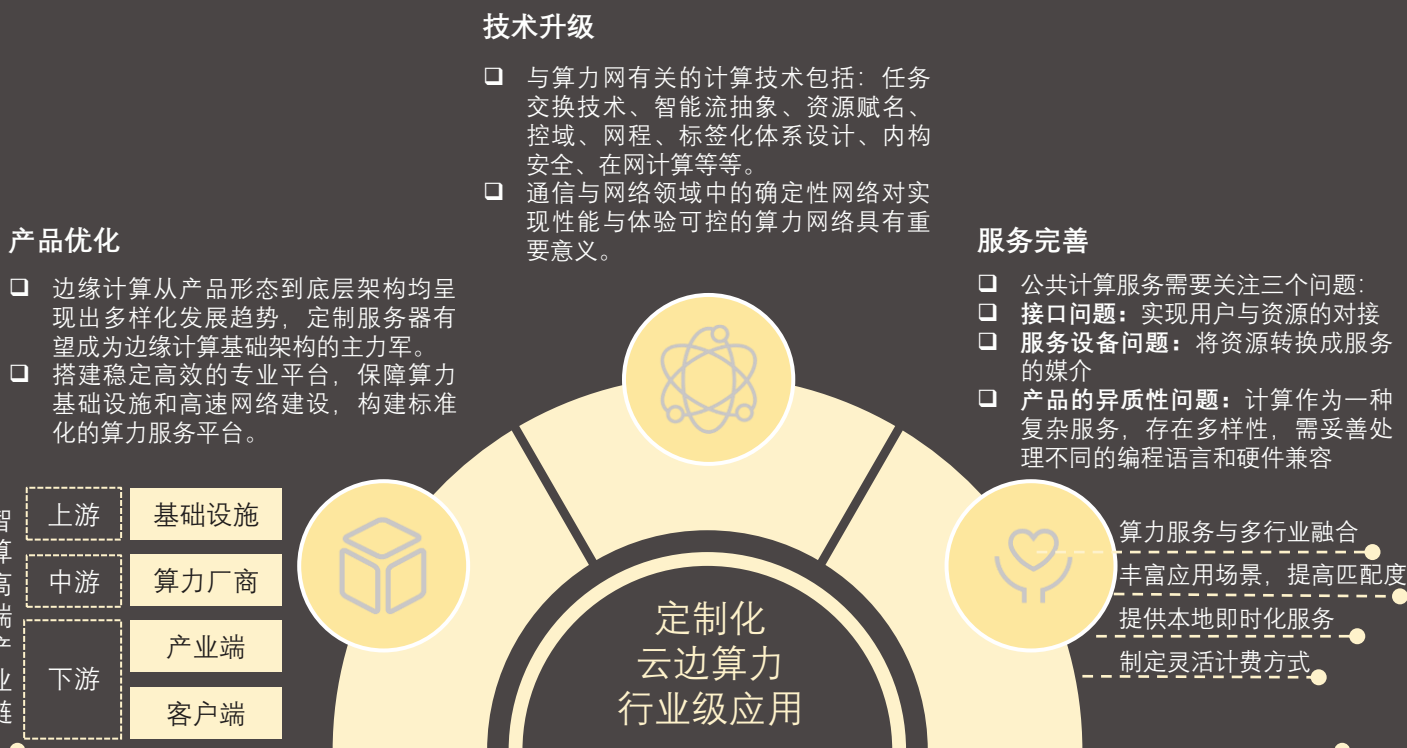 技术升级
与算力网有关的计算技术包括：任务
交换技术、智能流抽象、资源赋名、
控域、网程、标签化体系设计、内构
安全、在网计算等等。
通信与网络领域中的确定性网络对实
现性能与体验可控的算力网络具有重
要意义。
产品优化
边缘计算从产品形态到底层架构均呈
现出多样化发展趋势，定制服务器有
望成为边缘计算基础架构的主力军。
搭建稳定高效的专业平台，保障算力
基础设施和高速网络建设，构建标准
化的算力服务平台。
服务完善
公共计算服务需要关注三个问题：
接口问题：实现用户与资源的对接
服务设备问题：将资源转换成服务
的媒介
产品的异质性问题：计算作为一种
复杂服务，存在多样性，需妥善处
理不同的编程语言和硬件兼容
智
算
高
端
产
业
链
上游
基础设施
中游
算力厂商
下游
产业端
客户端
定制化
云边算力
行业级应用
算力服务与多行业融合
丰富应用场景，提高匹配度
提供本地即时化服务
制定灵活计费方式